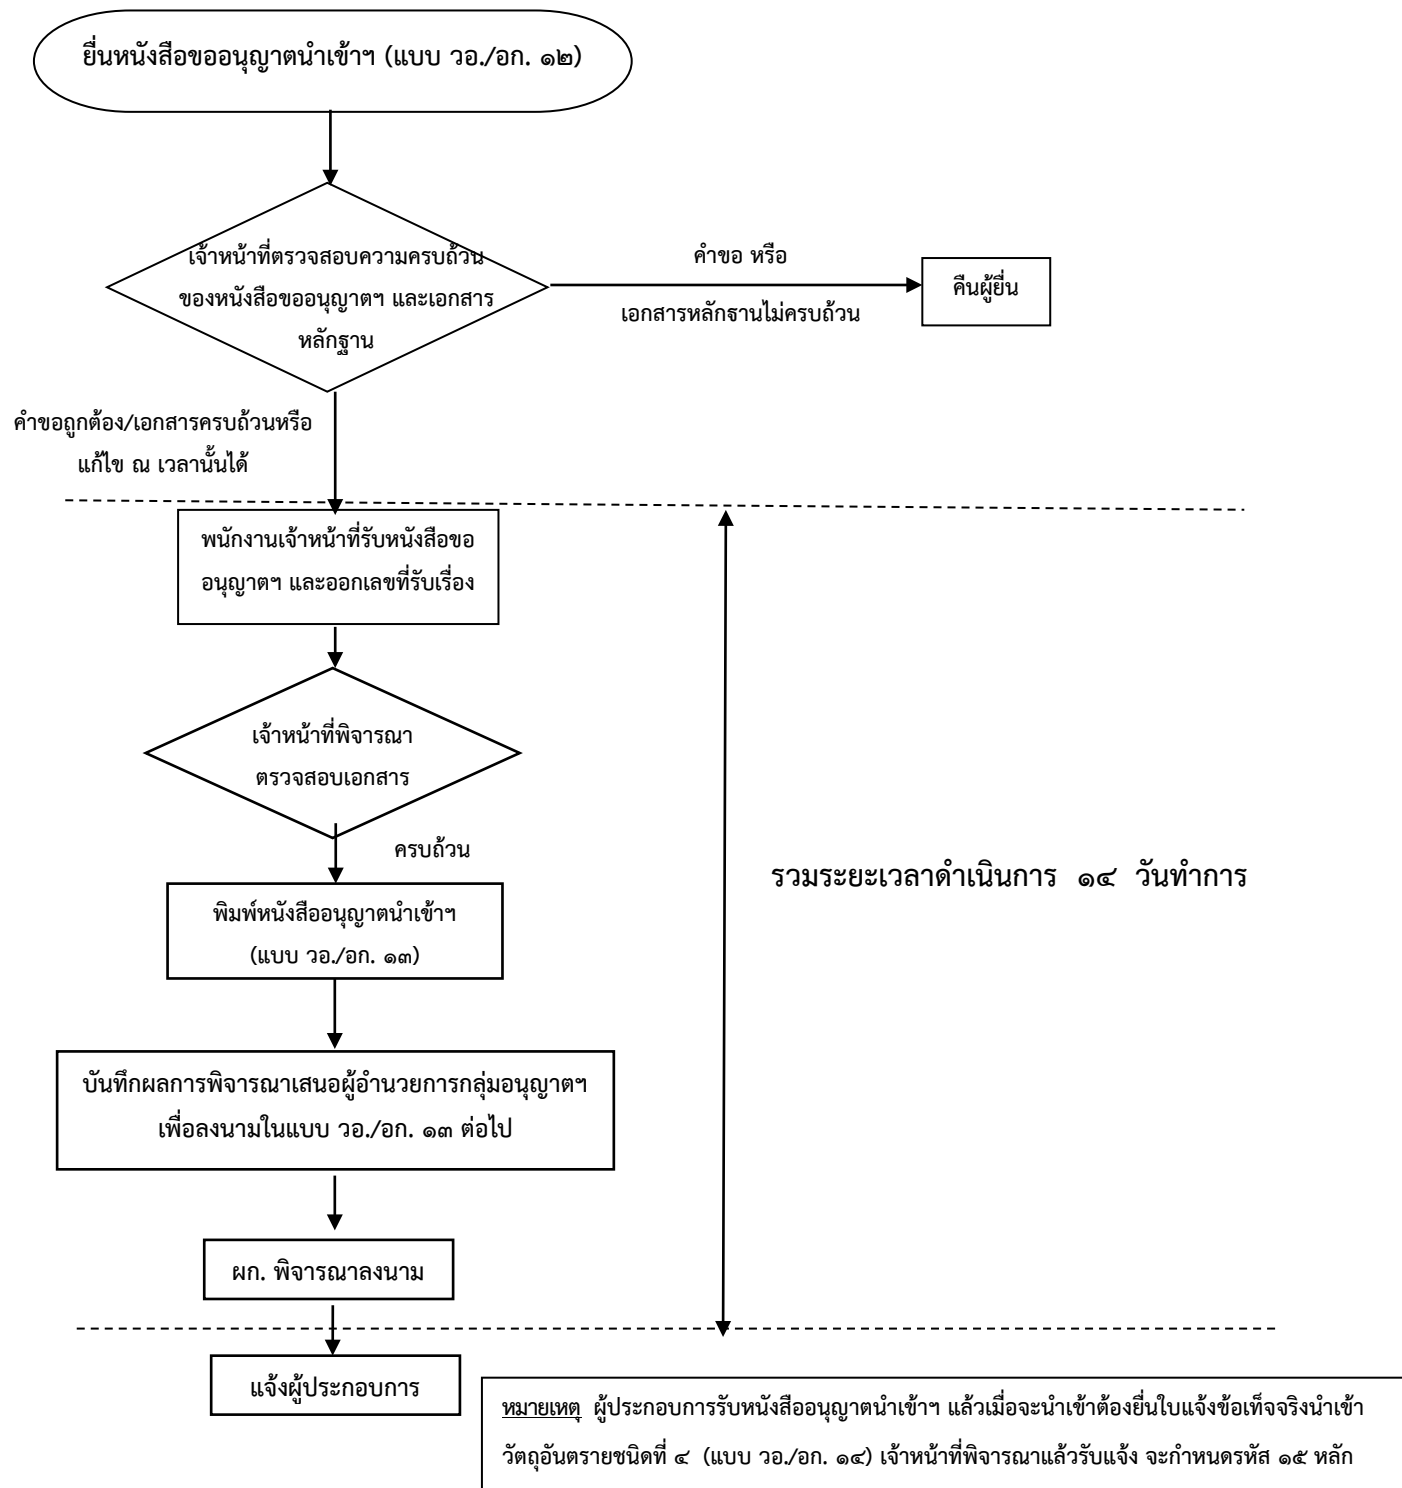 ยื่นหนังสือขออนุญาตนำเข้าฯ (แบบ วอ./อก. ๑๒)
เจ้าหน้าที่ตรวจสอบความครบถ้วน
ของหนังสือขออนุญาตฯ และเอกสาร
หลักฐาน
คำขอ หรือ
เอกสารหลักฐานไม่ครบถ้วน
คืนผู้ยื่น
คำขอถูกต้อง/เอกสารครบถ้วนหรือ
แก้ไข ณ เวลานั้นได้
พนักงานเจ้าหน้าที่รับหนังสือขอ
อนุญาตฯ และออกเลขที่รับเรื่อง
เจ้าหน้าที่พิจารณา
ตรวจสอบเอกสาร
ครบถ้วน
รวมระยะเวลาดำเนินการ ๑๔ วันทำการ
พิมพ์หนังสืออนุญาตนำเข้าฯ
(แบบ วอ./อก. ๑๓)
บันทึกผลการพิจารณาเสนอผู้อำนวยการกลุ่มอนุญาตฯ
เพื่อลงนามในแบบ วอ./อก. ๑๓ ต่อไป
ผก. พิจารณาลงนาม
แจ้งผู้ประกอบการ
หมายเหตุ ผู้ประกอบการรับหนังสืออนุญาตนำเข้าฯ แล้วเมื่อจะนำเข้าต้องยื่นใบแจ้งข้อเท็จจริงนำเข้า
วัตถุอันตรายชนิดที่ ๔ (แบบ วอ./อก. ๑๔) เจ้าหน้าที่พิจารณาแล้วรับแจ้ง จะกำหนดรหัส ๑๕ หลัก